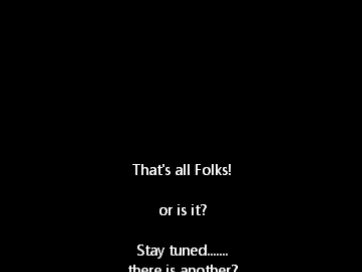 That's all Folks!
or is it?
Stay tuned.......
there is another?